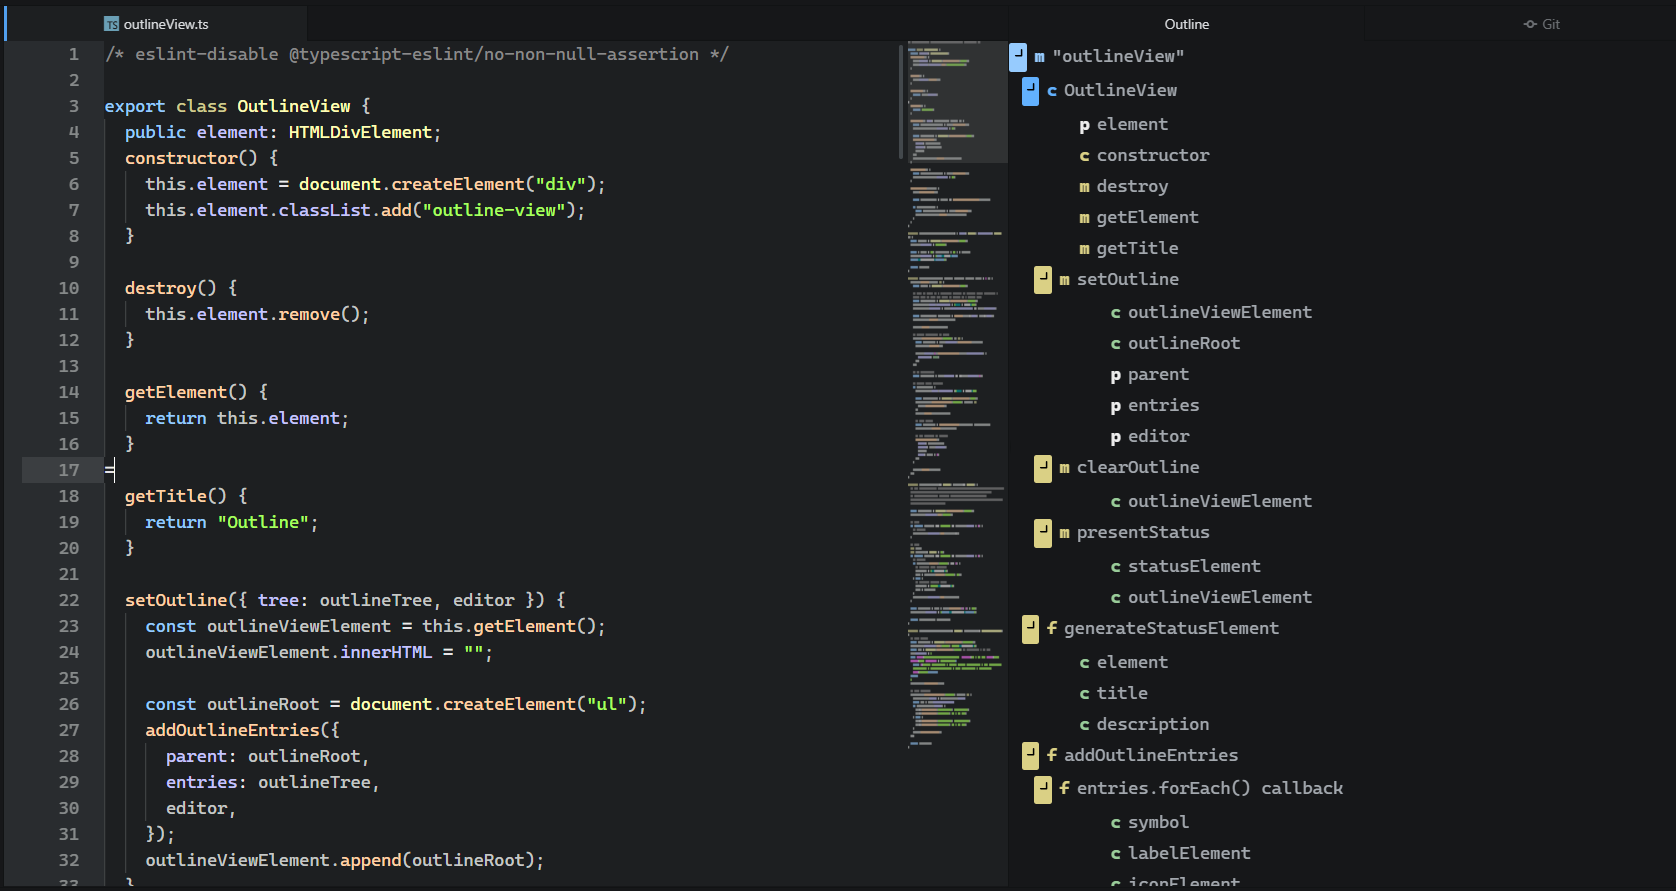 TS outlineView.ts
1 /* eslint-disable @typescript-eslint/no-non-null-assertion */
2
3 export class OutlineView {
4 public element: HTMLDivElement;
5 constructor() {
6 this.element = document.createElement("div");
7 this.element.classList.add("outline-view");
8 }
9
10 destroy() {
11 this.element.remove();
12 }
13
14 getElement() {
15 return this.element;
16 }
17 =
18 getTitle() {
19 return "Outline";
20 }
21
22 setOutline({ tree: outlineTree, editor }) {
23 const outlineViewElement = this.getElement();
24 outlineViewElement.innerHTML = "";
25
26 const outlineRoot = document.createElement("ul");
27 addOutlineEntries({
28 parent: outlineRoot,
29 entries: outlineTree,
30 editor,
31 });
32 outlineViewElement.append(outlineRoot);
33 }
Outline
Git
m "outlineView"
c OutlineView
p element
c constructor
m destroy
m getElement
m getTitle
m setOutline
c outlineViewElement
c outlineRoot
p parent
p entries
p editor
m clearOutline
c outlineViewElement
m presentStatus
c statusElement
c outlineViewElement
f generateStatusElement
c element
c title
c description
f addOutlineEntries
f entries.forEach() callback
c symbol
c labelElement
c iconElement